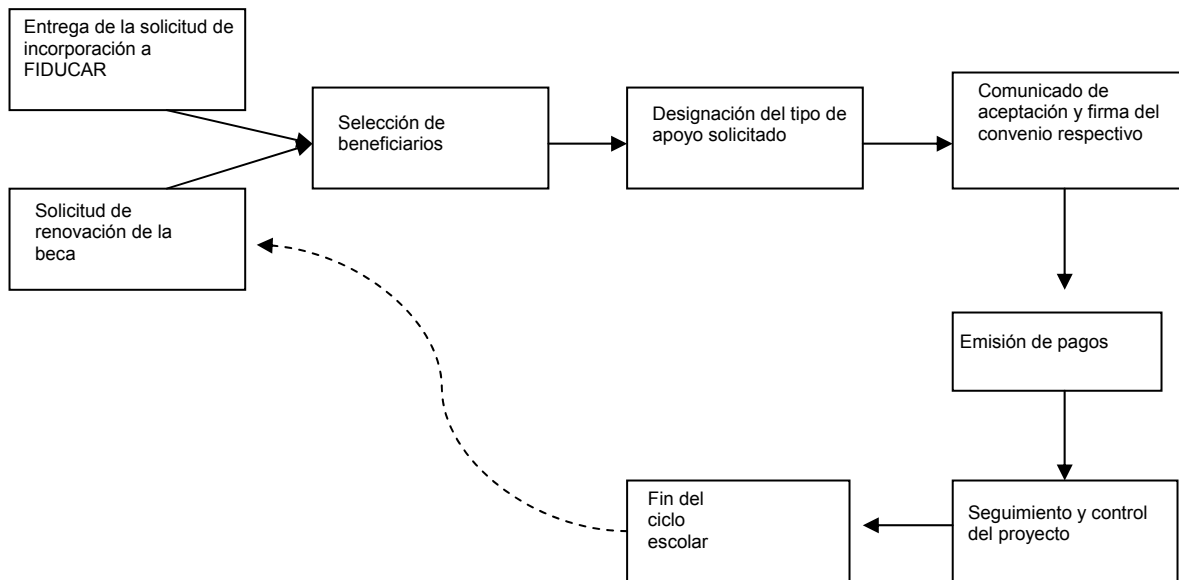 Entrega de la solicitud de
incorporación a
FIDUCAR
Selección de
beneficiarios
Designación del tipo de
apoyo solicitado
Comunicado de
aceptación y firma del
convenio respectivo
Solicitud de
renovación de la
beca
Emisión de pagos
Seguimiento y control
del proyecto
Fin del
ciclo
escolar